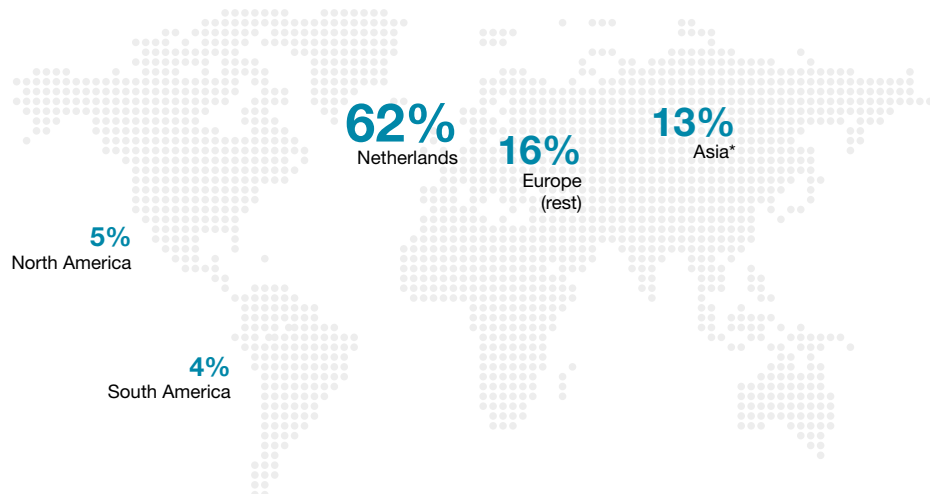 62%
Netherlands
16%
Europe
(rest)
13%
Asia*
5%
North America
4%
South America